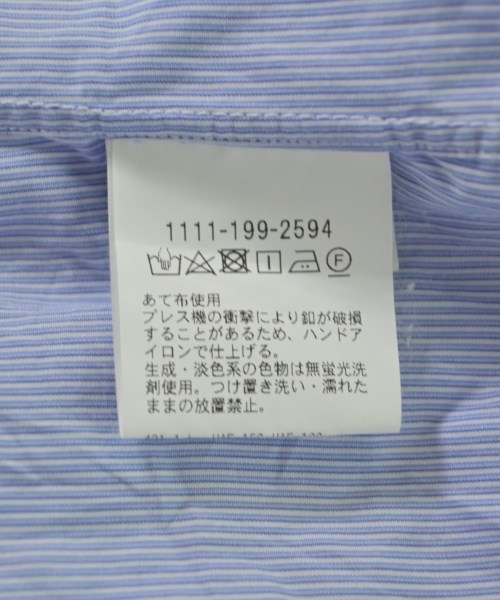 1111-199-2594
あて布使用
プレス機の衝撃により釦が破損
することがあるため、ハンドア
イロンで仕上げる。
生成・淡色系の色物は無蛍光洗
剤使用。つけ置き洗い・濡れた
ままの放置禁止。